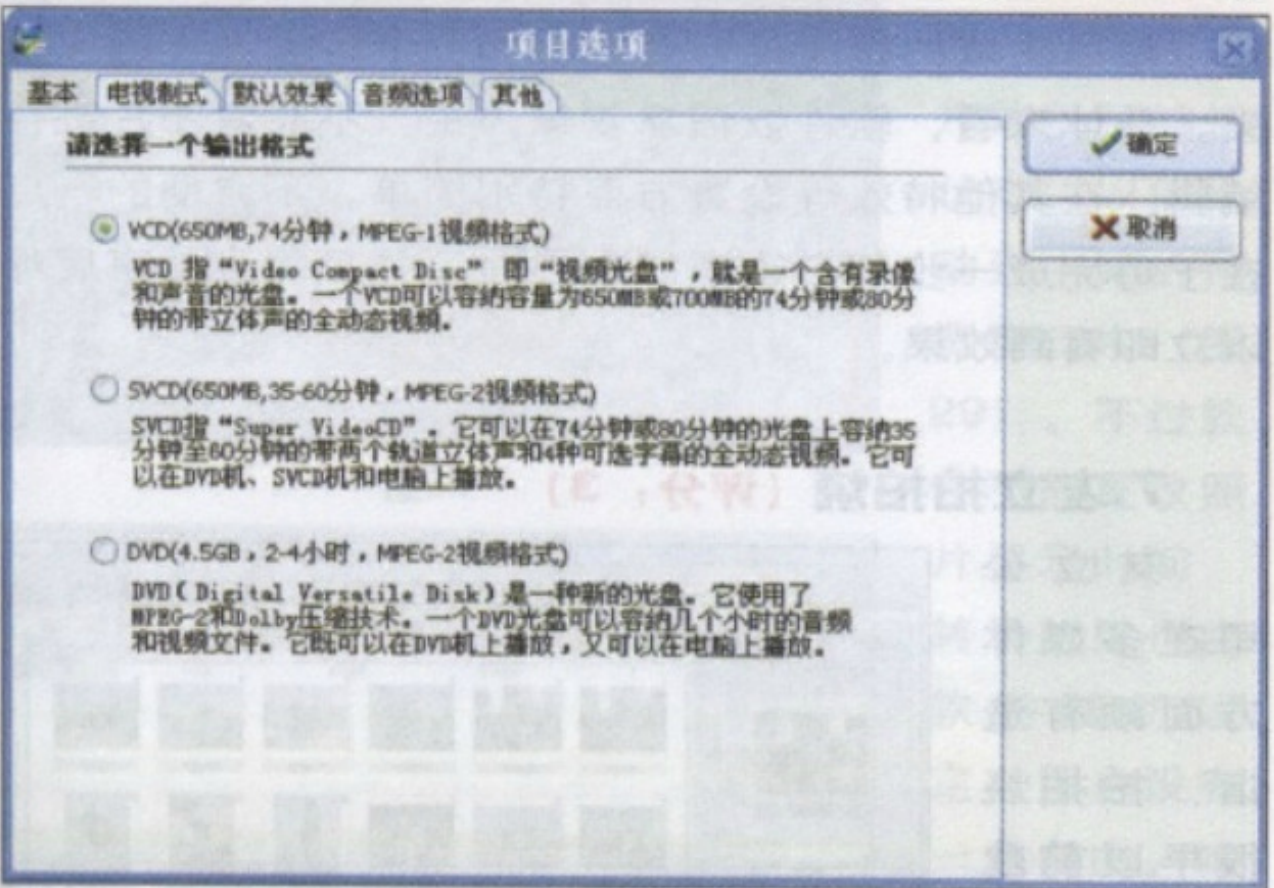 项目选项
基本 电视制式 默认效果 音频选项 其他
请选择一个输出格式
确定
取消
VCD(650MB,74分钟，MPEG-1视频格式)
VCD 指“Video Compact Disc” 即“视频光盘”，就是一个含有录像
和声音的光盘。一个VCD可以容纳容量为650MB或700MB的74分钟或80分
钟的带立体声的全动态视频。
SVCD(650MB,35-60分钟，MPEG-2视频格式)
SVCD指“Super VideoCD”。它可以在74分钟或80分钟的光盘上容纳35
分钟至60分钟的带两个轨道立体声和4种可选字幕的全动态视频。它可
以在DVD机、SVCD机和电脑上播放。
DVD(4.5GB，2-4小时，MPEG-2视频格式)
DVD(Digital Versatile Disk)是一种新的光盘。它使用了
MPEG-2和Dolby压缩技术。一个DVD光盘可以容纳几个小时的音频
和视频文件。它既可以在DVD机上播放，又可以在电脑上播放。